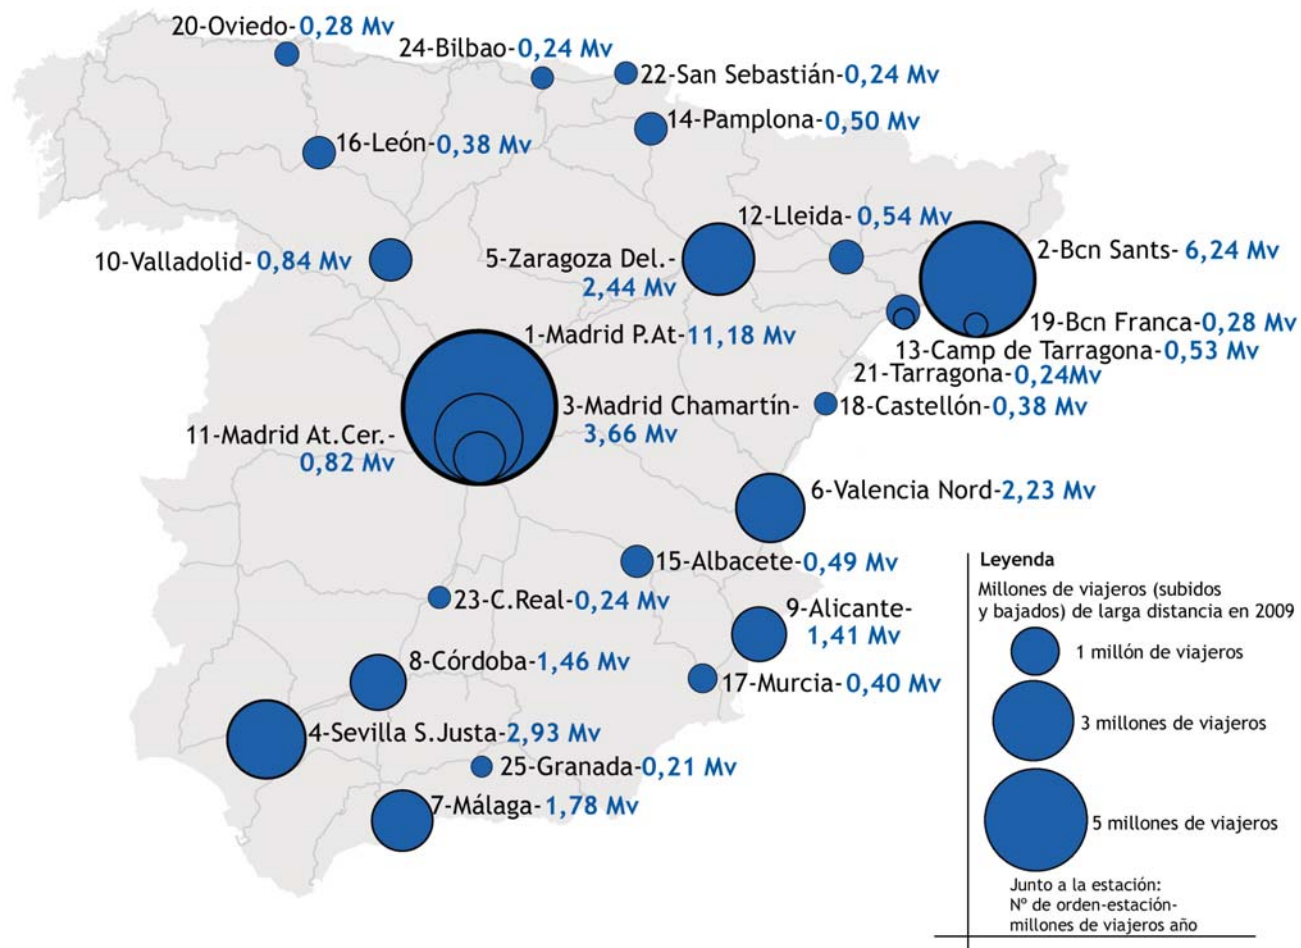 20-Oviedo-0,28 Mv
24-Bilbao-0,24 Mv
22-San Sebastián-0,24 Mv
14-Pamplona-0,50 Mv
16-León-0,38 Mv
12-Lleida- 0,54 Mv
10-Valladolid- 0,84 Mv
5-Zaragoza Del.-
2,44 Mv
2-Bcn Sants- 6,24 Mv
19-Bcn Franca-0,28 Mv
13-Camp de Tarragona-0,53 Mv
21-Tarragona-0,24Mv
18-Castellón-0,38 Mv
1-Madrid P.At-11,18 Mv
3-Madrid Chamartín-
3,66 Mv
11-Madrid At.Cer.-
0,82 Mv
6-Valencia Nord-2,23 Mv
15-Albacete-0,49 Mv
23-C.Real-0,24 Mv
9-Alicante-
1,41 Mv
8-Córdoba-1,46 Mv
17-Murcia-0,40 Mv
4-Sevilla S.Justa-2,93 Mv
25-Granada-0,21 Mv
7-Málaga-1,78 Mv
Leyenda
Millones de viajeros (subidos
y bajados) de larga distancia en 2009
1 millón de viajeros
3 millones de viajeros
5 millones de viajeros
Junto a la estación:
Nº de orden-estación-
millones de viajeros año